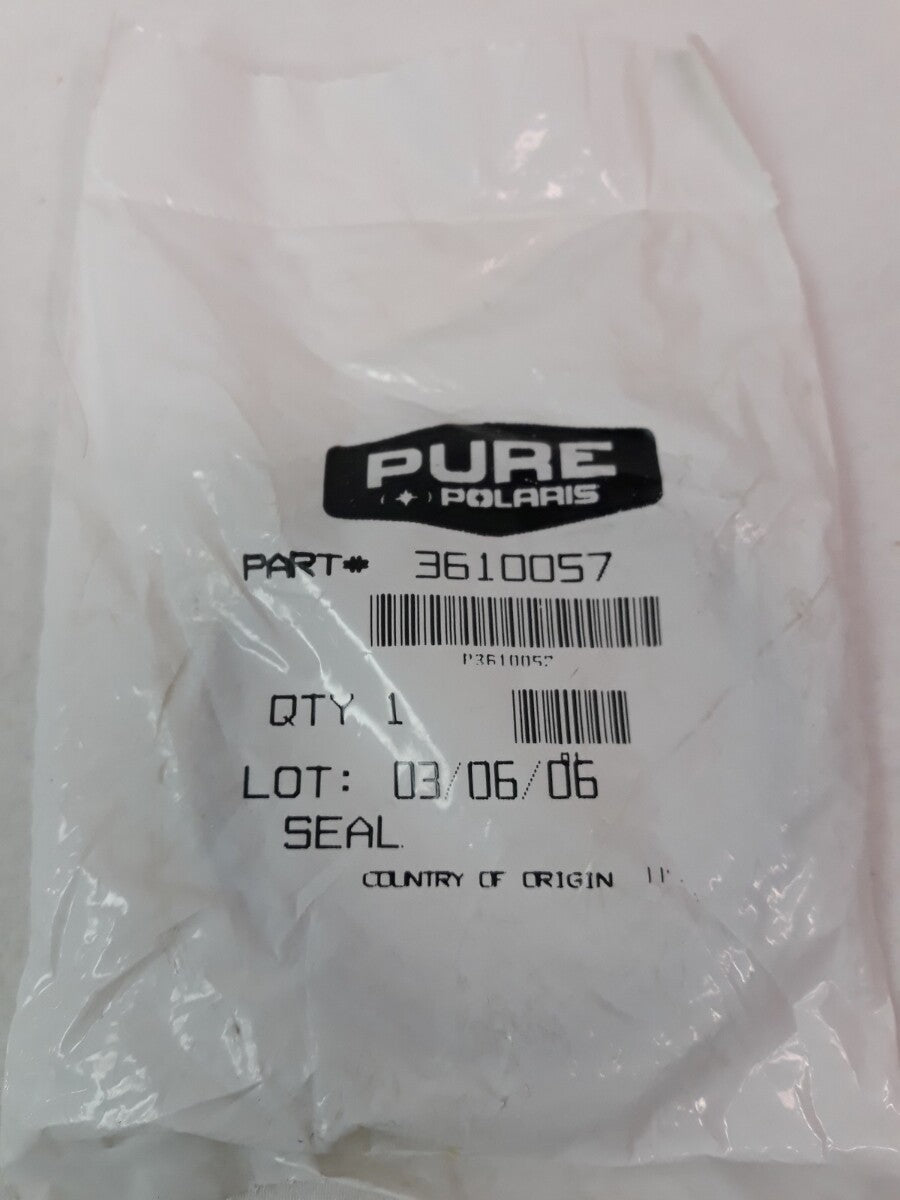 PURE
POLARIS
PART# 3610057
P3610057
QTY 1
LOT: 03/06/06
SEAL
COUNTRY OF ORIGIN